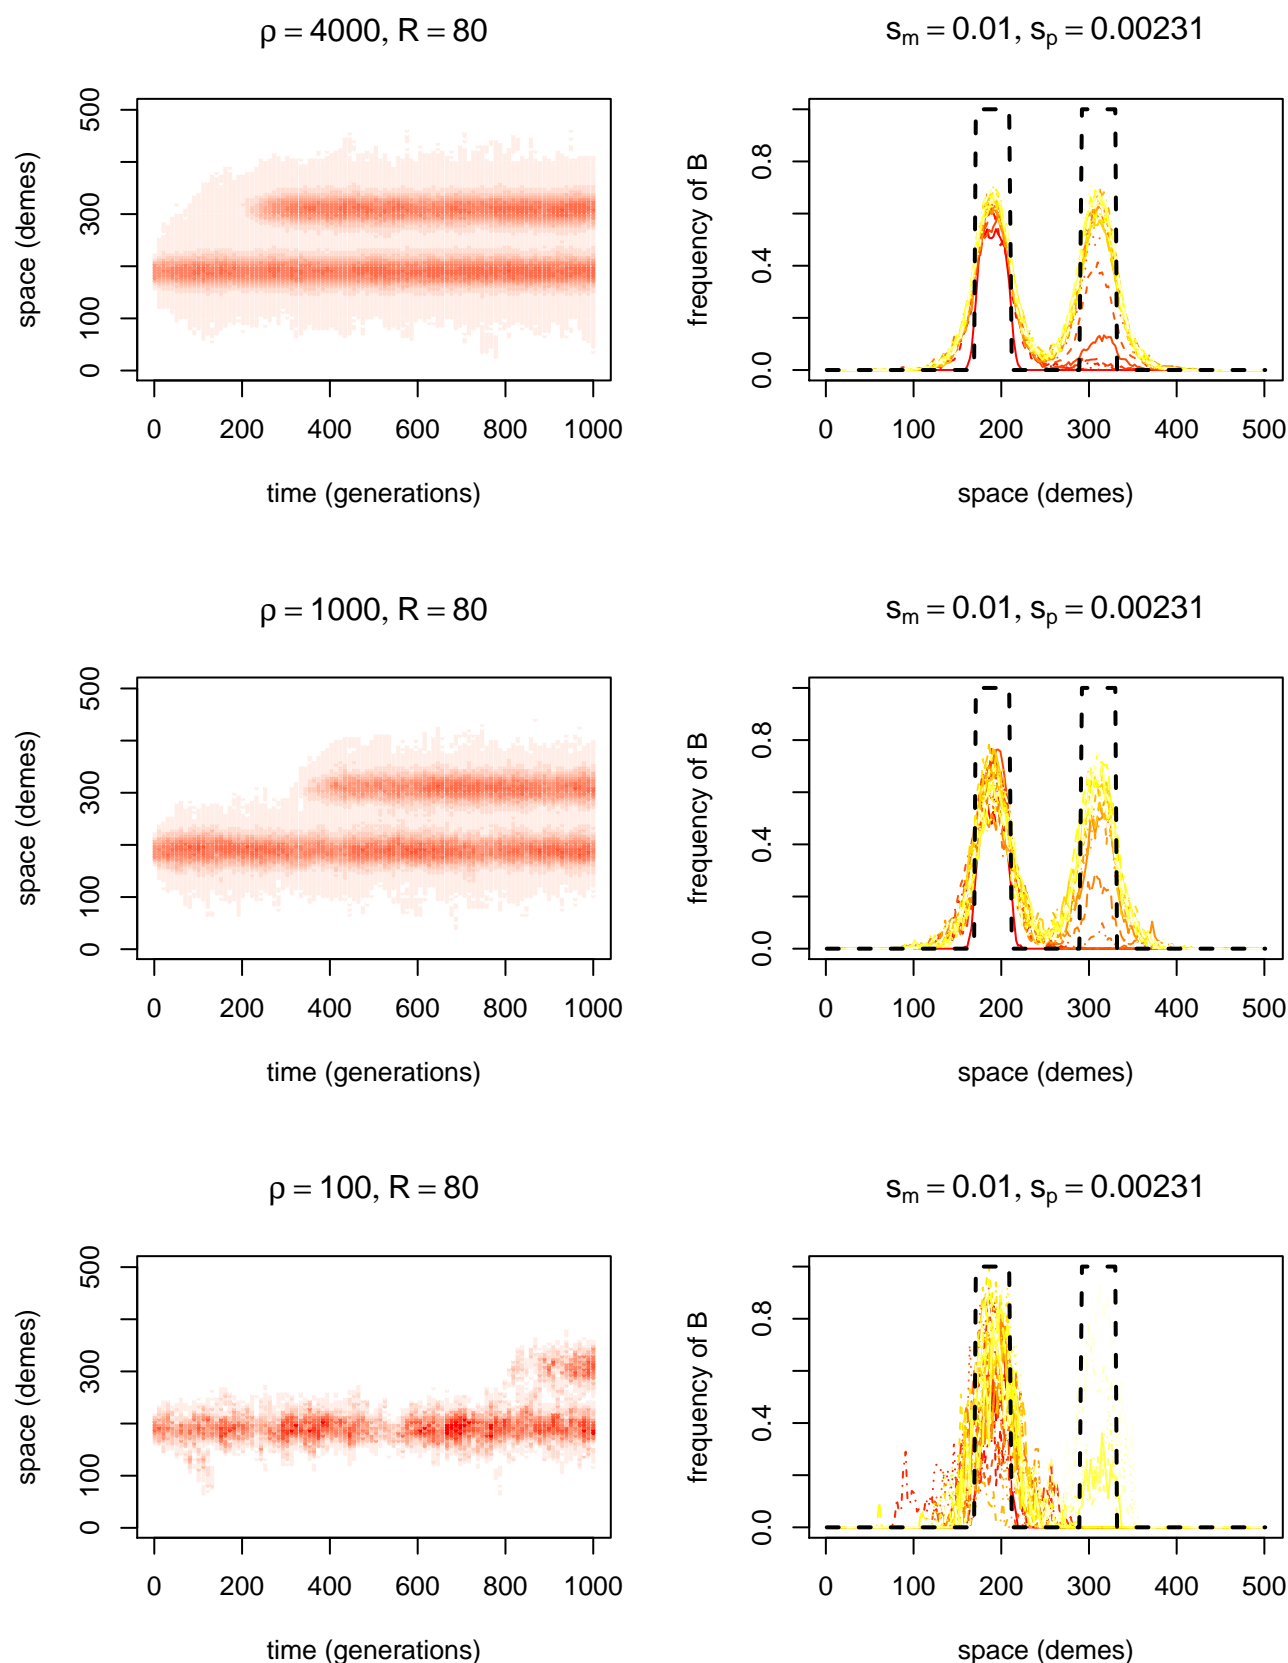 ρ = 4000, R = 80
space (demes)
0 100 300 500
0 200 400 600 800 1000
time (generations)
s_m = 0.01, s_p = 0.00231
frequency of B
0.0 0.4 0.8
0 100 200 300 400 500
space (demes)
ρ = 1000, R = 80
space (demes)
0 100 300 500
0 200 400 600 800 1000
time (generations)
s_m = 0.01, s_p = 0.00231
frequency of B
0.0 0.4 0.8
0 100 200 300 400 500
space (demes)
ρ = 100, R = 80
space (demes)
0 100 300 500
0 200 400 600 800 1000
time (generations)
s_m = 0.01, s_p = 0.00231
frequency of B
0.0 0.4 0.8
0 100 200 300 400 500
space (demes)